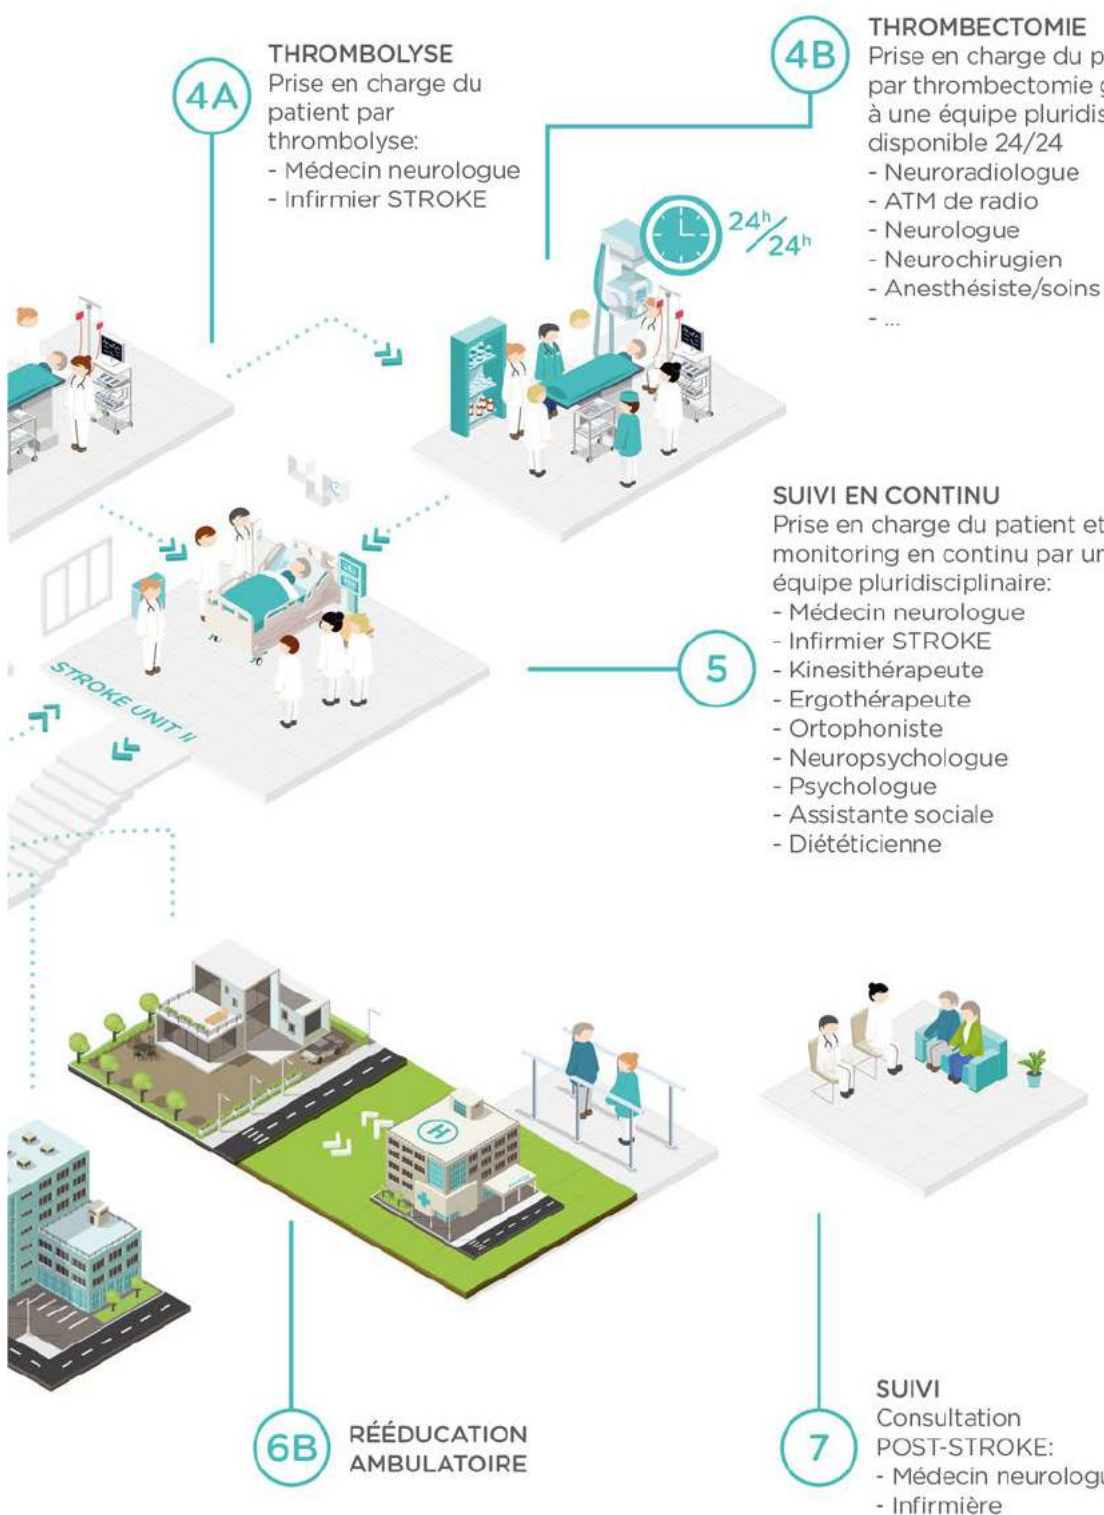 4A
THROMBOLYSE
Prise en charge du
patient par
thrombolyse:
- Médecin neurologue
- Infirmier STROKE
4B
THROMBECTOMIE
Prise en charge du
par thrombectomie
à une équipe
disponible 24/24
- Neuroradiologue
- ATM de radio
- Neurologue
- Neurochirugien
- Anesthésiste/soins
- ...
24h/24h
SUIVI EN CONTINU
Prise en charge du patient et
monitoring en continu par un
équipe pluridisciplinaire:
5
- Médecin neurologue
- Infirmier STROKE
- Kinesithérapeute
- Ergothérapeute
- Ortophoniste
- Neuropsychologue
- Psychologue
- Assistante sociale
- Diététicienne
STROKE UNIT II
H
6B
RÉÉDUCATION
AMBULATOIRE
7
SUIVI
Consultation
POST-STROKE:
- Médecin
- Infirmière